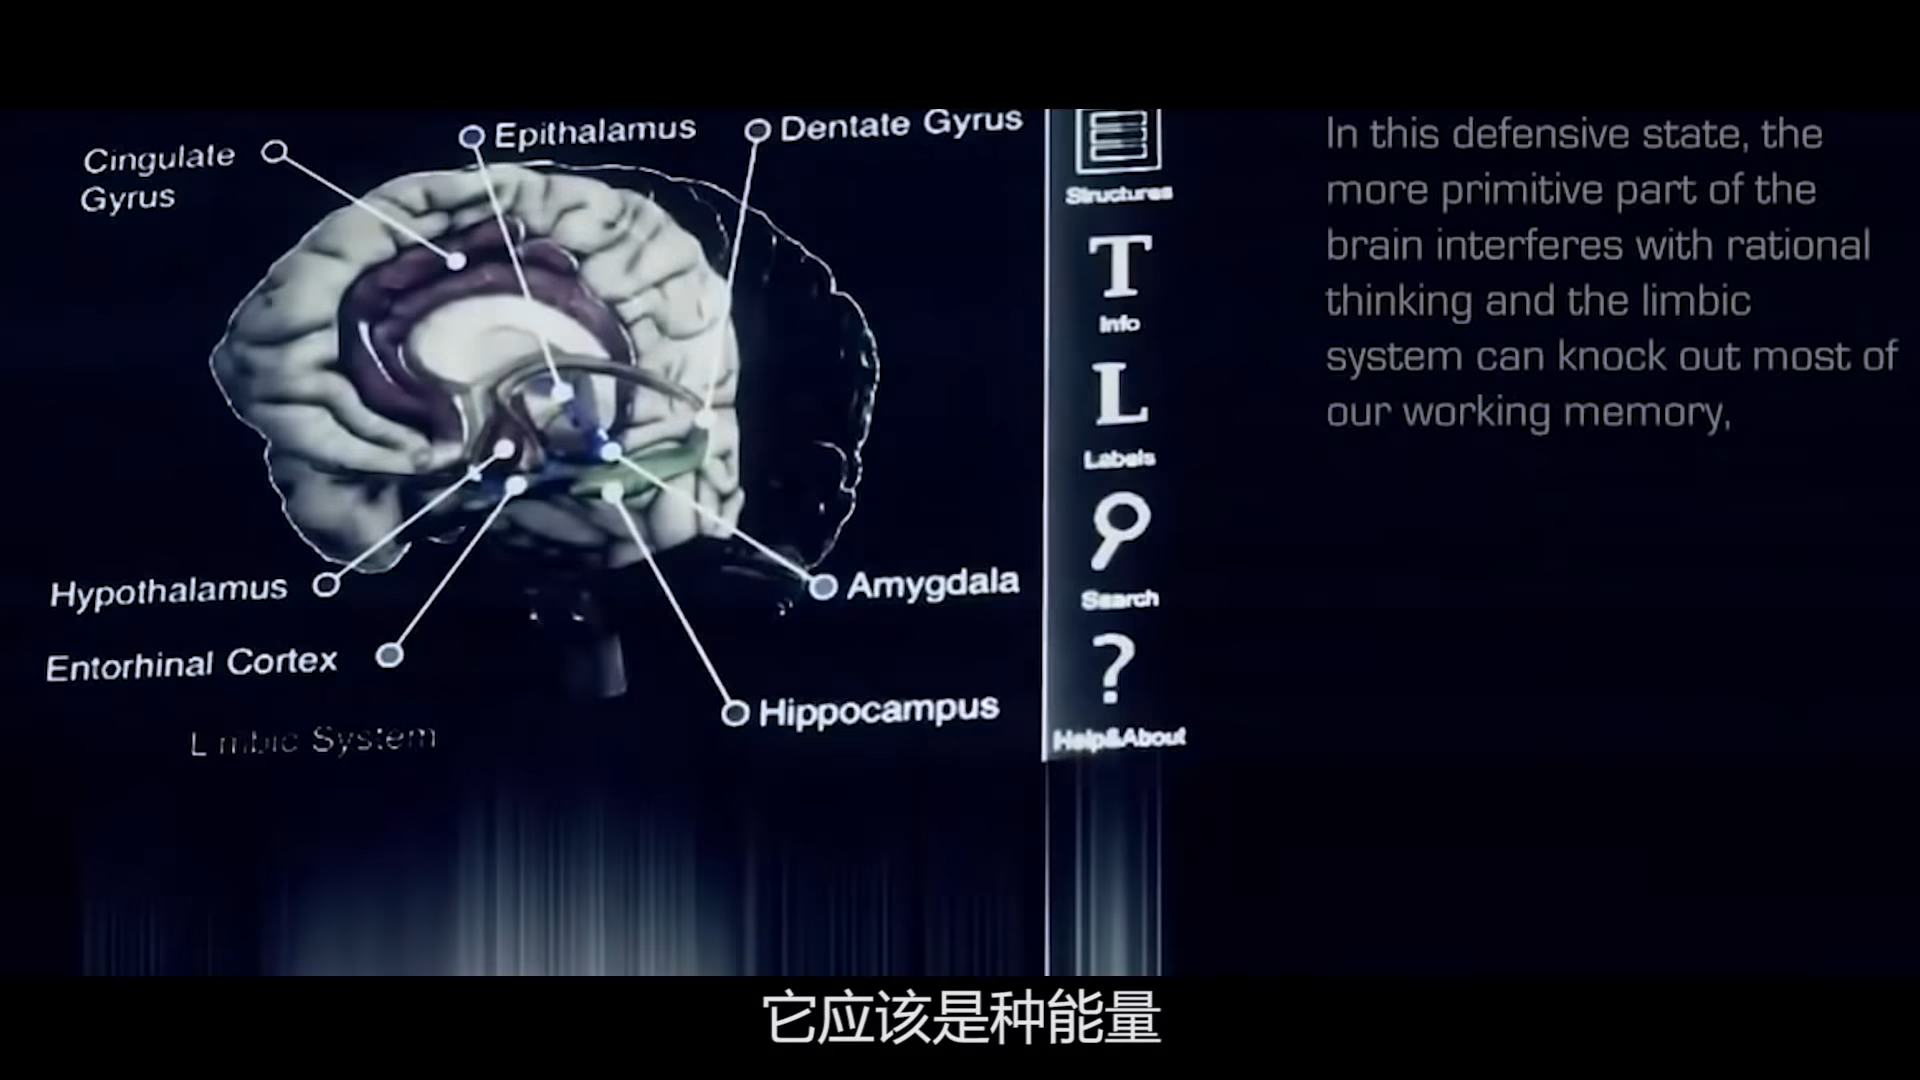 Cingulate
Gyrus
Epithalamus
Dentate Gyrus
Hypothalamus
Entorhinal Cortex
Amygdala
Hippocampus
Limbic System
Structures
T
Info
L
Labels
Search
?
Help&About
In this defensive state, the
more primitive part of the
brain interferes with rational
thinking and the limbic
system can knock out most of
our working memory,
它应该是种能量